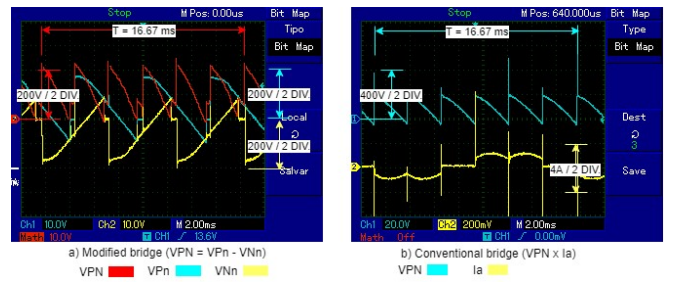 Stop M Pos: 0.00us Bit Map
Tipo
T = 16.67 ms
Bit Map
200V / 2 DIV.
200V / 2 DIV.
Local
200V / 2 DIV.
Salvar
Ch1 10.0V Ch2 10.0V M 2.00ms
Math 10.0V T CH1 13.6V
a) Modified bridge (VPN = VPn - VNn)
VPN VPn VNn
Stop M Pos: 640.000us Bit Map
Type
T = 16.67 ms
Bit Map
400V / 2 DIV.
Dest
3
4A / 2 DIV.
Save
Ch1 20.0V Ch2 200mV M 2.00ms
Math Off T CH1 0.00mV
b) Conventional bridge (VPN x Ia)
VPN Ia